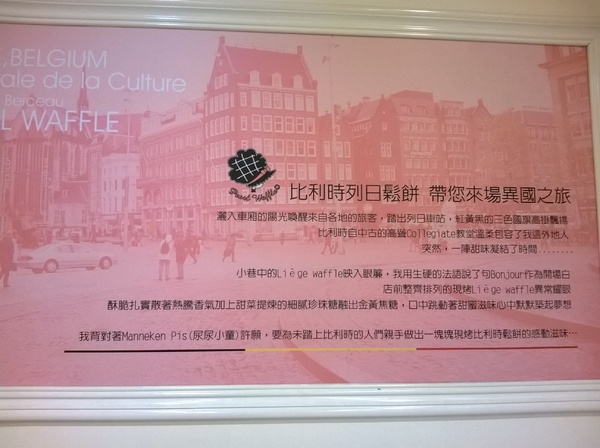 ,BELGIUM
ale de la Culture
Berceau
L WAFFLE
比利時列日鬆餅 帶您來場異國之旅
灑入車廂的陽光喚醒來自各地的旅客，踏出列日車站，紅黃黑的三色國旗高掛飄揚
比利時自中古的高聳Collegiate教堂溫柔包容了我這外地人
突然，一陣甜味凝結了時間........
小巷中的Liège waffle映入眼簾，我用生硬的法語說了句Bonjour作為開場白
店前整齊排列的現烤Liège waffle異常耀眼
酥脆扎實散著熱騰香氣加上甜菜提煉的細膩珍珠糖融出金黃焦糖，口中跳動著甜蜜滋味心中默默築起夢想
我背對著Manneken Pis(尿尿小童)許願，要為未踏上比利時的人們親手做出一塊塊現烤比利時鬆餅的感動滋味…